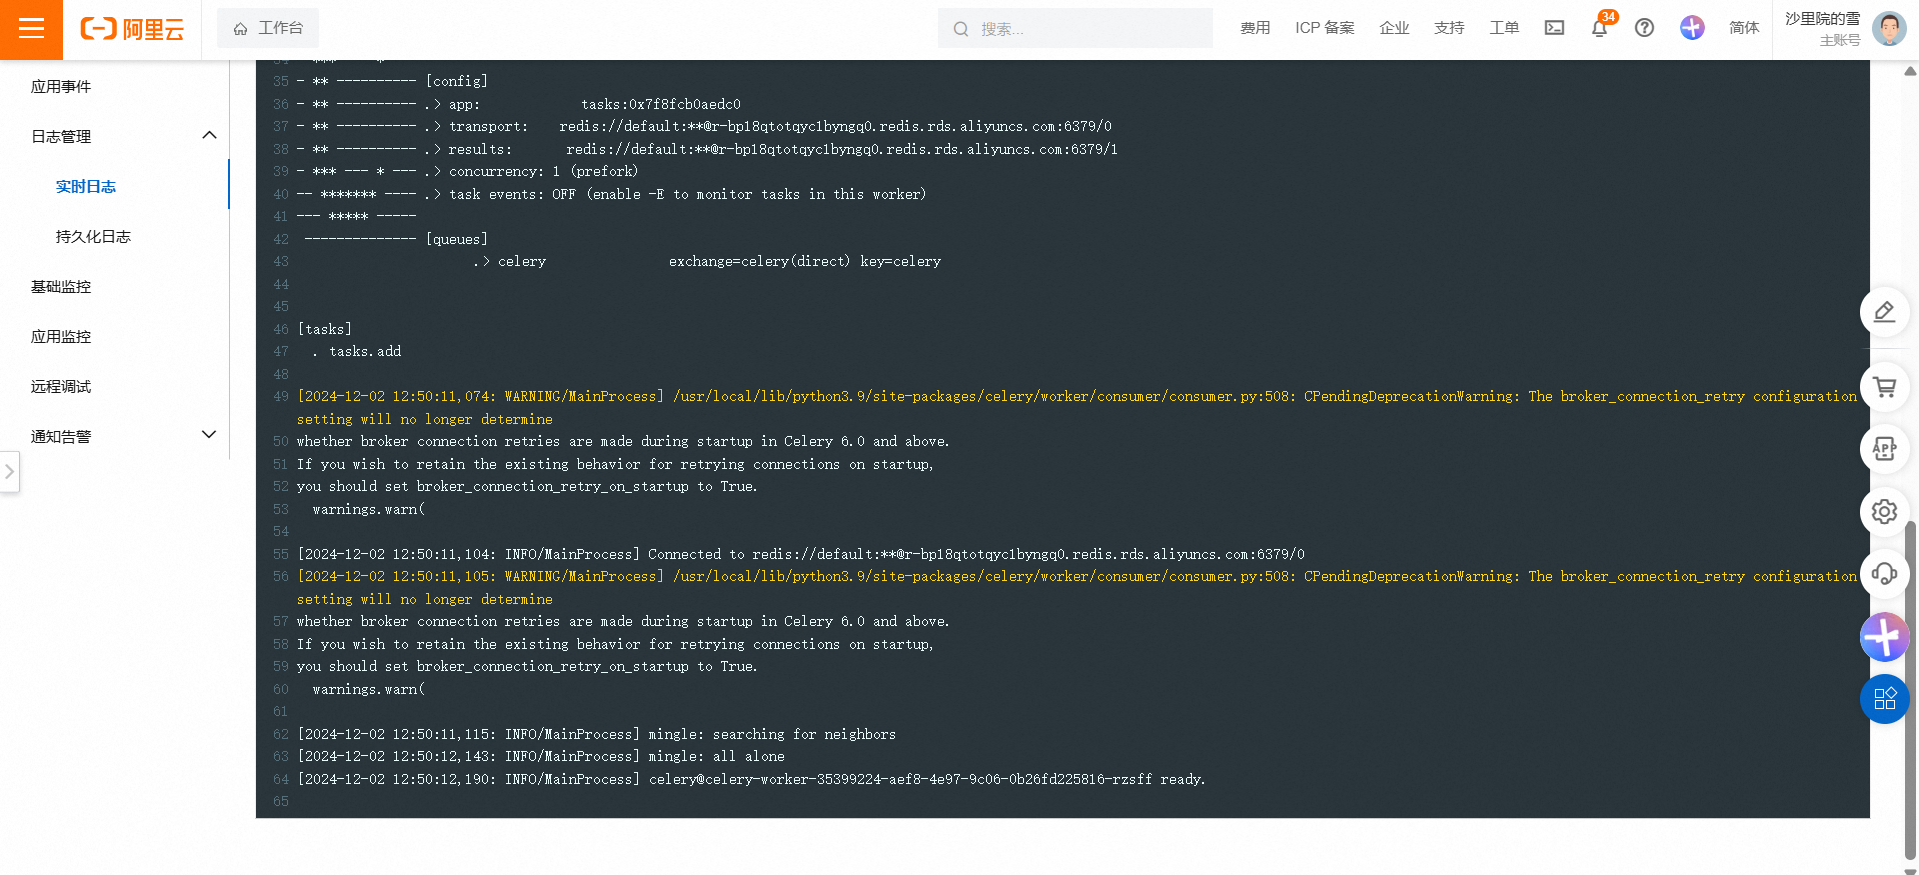 阿里云
工作台
搜索...
费用
ICP 备案
企业
支持
工单
34
简体
沙里院的雪
主账号
应用事件
日志管理
实时日志
持久化日志
基础监控
应用监控
远程调试
通知告警
35 - ** ---------- [config]
36 - ** ---------- .> app:             tasks:0x7f8fcb0aedc0
37 - ** ---------- .> transport:    redis://default:**@r-bp18qtotqyc1byngq0.redis.rds.aliyuncs.com:6379/0
38 - ** ---------- .> results:       redis://default:**@r-bp18qtotqyc1byngq0.redis.rds.aliyuncs.com:6379/1
39 - *** --- * --- .> concurrency: 1 (prefork)
40 -- ******* ---- .> task events: OFF (enable -E to monitor tasks in this worker)
41 --- ***** -----
42  -------------- [queues]
43                      .> celery               exchange=celery(direct) key=celery
44
45
46 [tasks]
47   . tasks.add
48
49 [2024-12-02 12:50:11,074: WARNING/MainProcess] /usr/local/lib/python3.9/site-packages/celery/worker/consumer/consumer.py:508: CPendingDeprecationWarning: The broker_connection_retry configuration
setting will no longer determine
50 whether broker connection retries are made during startup in Celery 6.0 and above.
51 If you wish to retain the existing behavior for retrying connections on startup,
52 you should set broker_connection_retry_on_startup to True.
53   warnings.warn(
54
55 [2024-12-02 12:50:11,104: INFO/MainProcess] Connected to redis://default:**@r-bp18qtotqyc1byngq0.redis.rds.aliyuncs.com:6379/0
56 [2024-12-02 12:50:11,105: WARNING/MainProcess] /usr/local/lib/python3.9/site-packages/celery/worker/consumer/consumer.py:508: CPendingDeprecationWarning: The broker_connection_retry configuration
setting will no longer determine
57 whether broker connection retries are made during startup in Celery 6.0 and above.
58 If you wish to retain the existing behavior for retrying connections on startup,
59 you should set broker_connection_retry_on_startup to True.
60   warnings.warn(
61
62 [2024-12-02 12:50:11,115: INFO/MainProcess] mingle: searching for neighbors
63 [2024-12-02 12:50:12,143: INFO/MainProcess] mingle: all alone
64 [2024-12-02 12:50:12,190: INFO/MainProcess] celery@celery-worker-35399224-aef8-4e97-9c06-0b26fd225816-rzsff ready.
65
APP